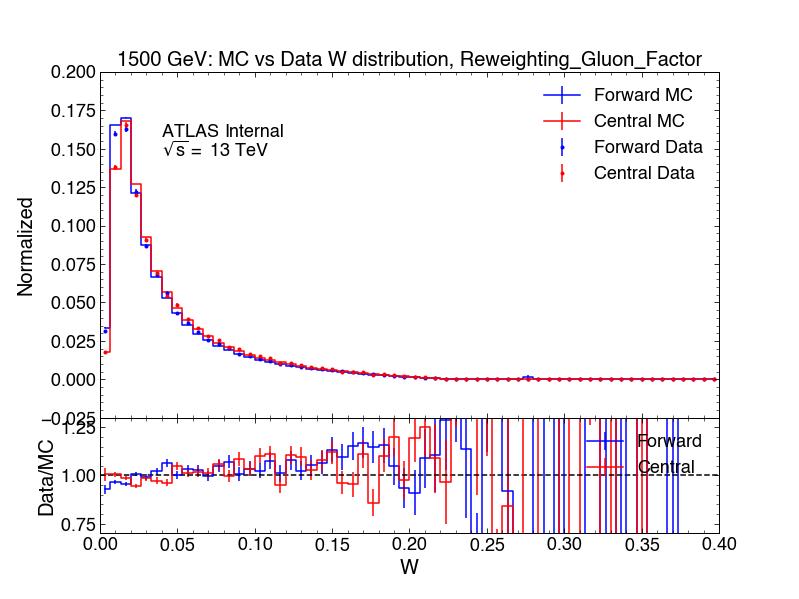 1500 GeV: MC vs Data W distribution, Reweighting_Gluon_Factor
0.200
0.175
0.150
0.125
0.100
0.075
0.050
0.025
0.000
−0.025
Normalized
ATLAS Internal
√s = 13 TeV
Forward MC
Central MC
Forward Data
Central Data
1.25
1.00
0.75
Data/MC
Forward
Central
0.00 0.05 0.10 0.15 0.20 0.25 0.30 0.35 0.40
W